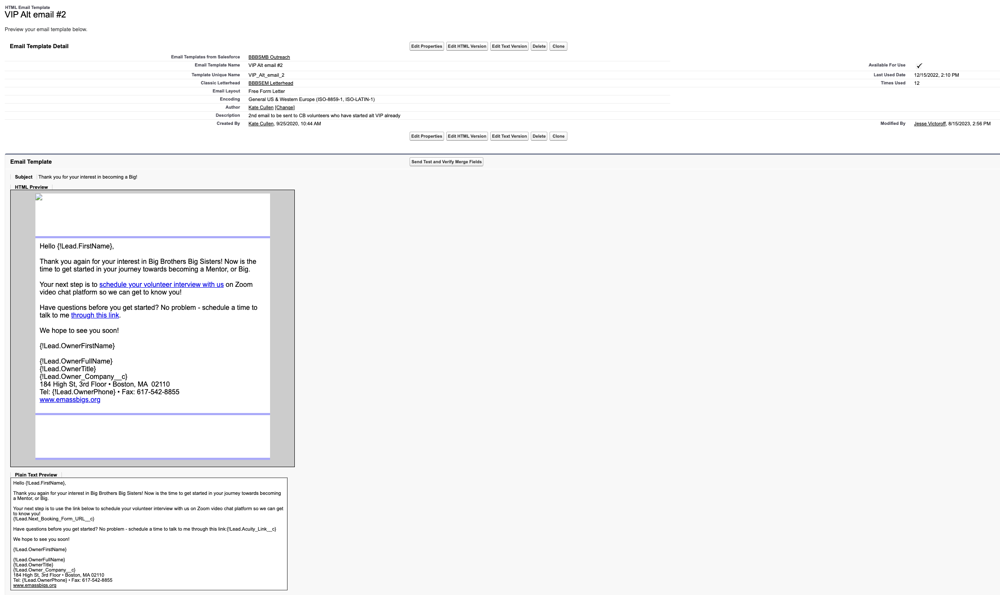 HTML Email Template
VIP Alt email #2
Preview your email template below.
Email Template Detail
Edit Properties Edit HTML Version Edit Text Version Delete Clone
Email Templates from Salesforce BBBSMB Outreach
Email Template Name VIP Alt email #2 Available For Use
Template Unique Name VIP_Alt_email_2 Last Used Date 12/15/2022, 2:10 PM
Classic Letterhead BBBSEM Letterhead Times Used 12
Email Layout Free Form Letter
Encoding General US & Western Europe (ISO-8859-1, ISO-LATIN-1)
Author Kate Cullen [Change]
Description 2nd email to be sent to CB volunteers who have started alt VIP already
Created By Kate Cullen, 9/25/2020, 10:44 AM Modified By Jesse Victoroff, 8/15/2023, 2:56 PM
Edit Properties Edit HTML Version Edit Text Version Delete Clone
Email Template Send Test and Verify Merge Fields
Subject Thank you for your interest in becoming a Big!
HTML Preview
Hello {!Lead.FirstName},
Thank you again for your interest in Big Brothers Big Sisters! Now is the
time to get started in your journey towards becoming a Mentor, or Big.
Your next step is to schedule your volunteer interview with us on Zoom
video chat platform so we can get to know you!
Have questions before you get started? No problem - schedule a time to
talk to me through this link.
We hope to see you soon!
{!Lead.OwnerFirstName}
{!Lead.OwnerFullName}
{!Lead.OwnerTitle}
{!Lead.Owner_Company__c}
184 High St, 3rd Floor • Boston, MA  02110
Tel: {!Lead.OwnerPhone} • Fax: 617-542-8855
www.emassbigs.org
Plain Text Preview
Hello {!Lead.FirstName},
Thank you again for your interest in Big Brothers Big Sisters! Now is the time to get started in your journey towards becoming
a Mentor, or Big.
Your next step is to use the link below to schedule your volunteer interview with us on Zoom video chat platform so we can get
to know you!
{!Lead.Next_Booking_Form_URL__c}
Have questions before you get started? No problem - schedule a time to talk to me through this link:{!Lead.Acuity_Link__c}
We hope to see you soon!
{!Lead.OwnerFirstName}
{!Lead.OwnerFullName}
{!Lead.OwnerTitle}
{!Lead.Owner_Company__c}
184 High St, 3rd Floor • Boston, MA 02110
Tel: {!Lead.OwnerPhone} • Fax: 617-542-8855
www.emassbigs.org